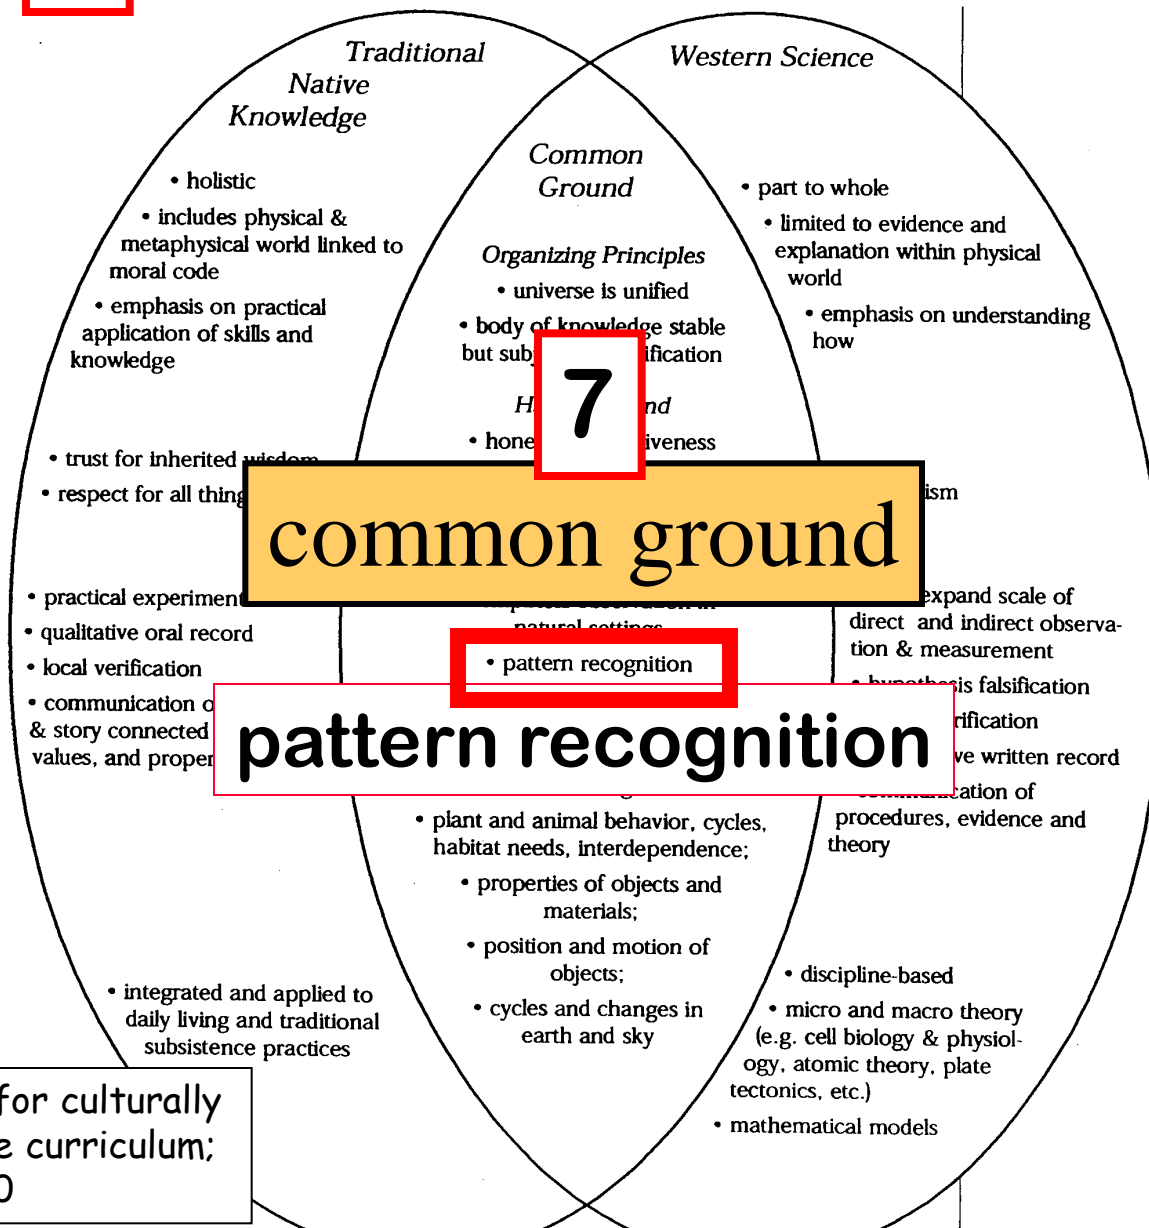 Traditional
Native
Knowledge
• holistic
• includes physical &
metaphysical world linked to
moral code
• emphasis on practical
application of skills and
knowledge
• trust for inherited wisdom
• respect for all thing
• practical experiment
• qualitative oral record
• local verification
• communication o
& story connected
values, and proper
• integrated and applied to
daily living and traditional
subsistence practices
Common
Ground
Organizing Principles
• universe is unified
• body of knowledge stable
but sub ification
7
H nd
• hone iveness
common ground
natural settings
• pattern recognition
pattern recognition
• plant and animal behavior, cycles,
habitat needs, interdependence;
• properties of objects and
materials;
• position and motion of
objects;
• cycles and changes in
earth and sky
Western Science
• part to whole
• limited to evidence and
explanation within physical
world
• emphasis on understanding
how
ism
expand scale of
direct and indirect observa-
tion & measurement
• hypothesis falsification
rification
ve written record
communication of
procedures, evidence and
theory
• discipline-based
• micro and macro theory
(e.g. cell biology & physiol-
ogy, atomic theory, plate
tectonics, etc.)
• mathematical models
for culturally
e curriculum;
0